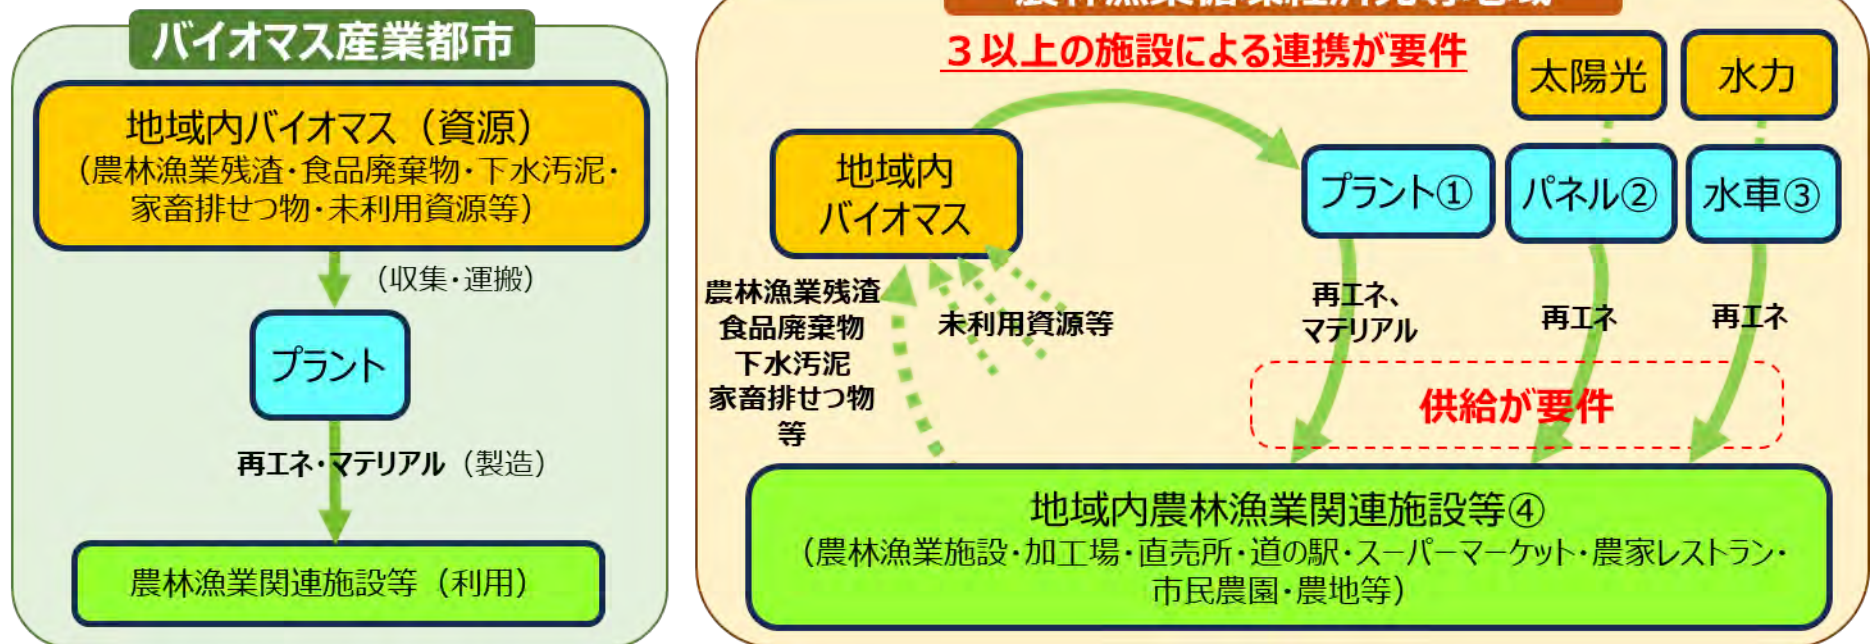 バイオマス産業都市
地域内バイオマス（資源）
（農林漁業残渣・食品廃棄物・下水汚泥・
家畜排せつ物・未利用資源等）
（収集・運搬）
プラント
再エネ・マテリアル（製造）
農林漁業関連施設等（利用）
３以上の施設による連携が要件
太陽光
水力
地域内
バイオマス
プラント①
パネル②
水車③
農林漁業残渣
食品廃棄物
下水汚泥
家畜排せつ物
等
未利用資源等
再エネ、
マテリアル
再エネ
再エネ
供給が要件
地域内農林漁業関連施設等④
（農林漁業施設・加工場・直売所・道の駅・スーパーマーケット・農家レストラン・
市民農園・農地等）